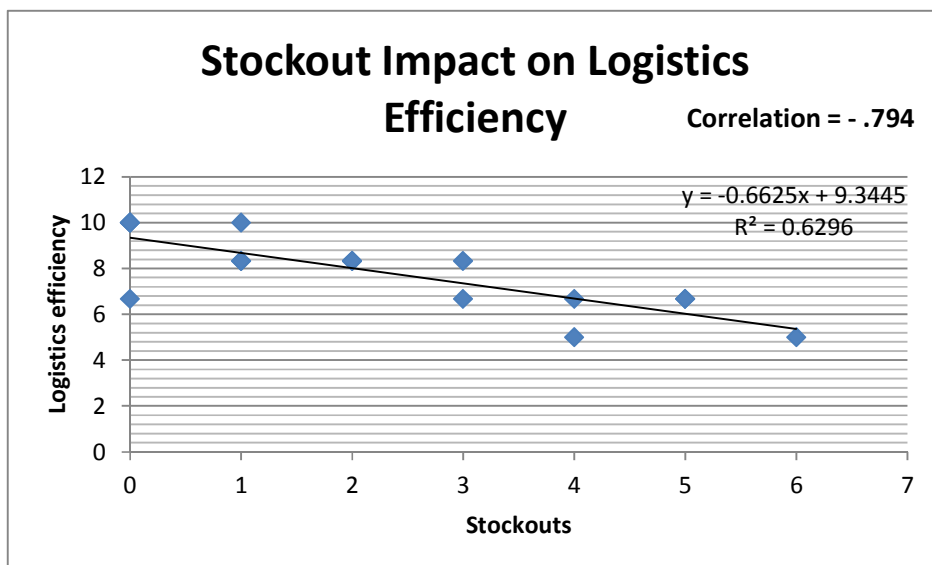 Stockout Impact on Logistics
Efficiency
Correlation = - .794
y = -0.6625x + 9.3445
R² = 0.6296
12
10
8
6
4
2
0
Logistics efficiency
0 1 2 3 4 5 6 7
Stockouts